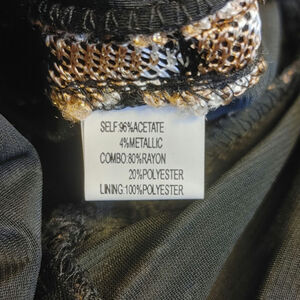 SELF:96%ACETATE
4%METALLIC
COMBO:80%RAYON
20%POLYESTER
LINING:100%POLYESTER